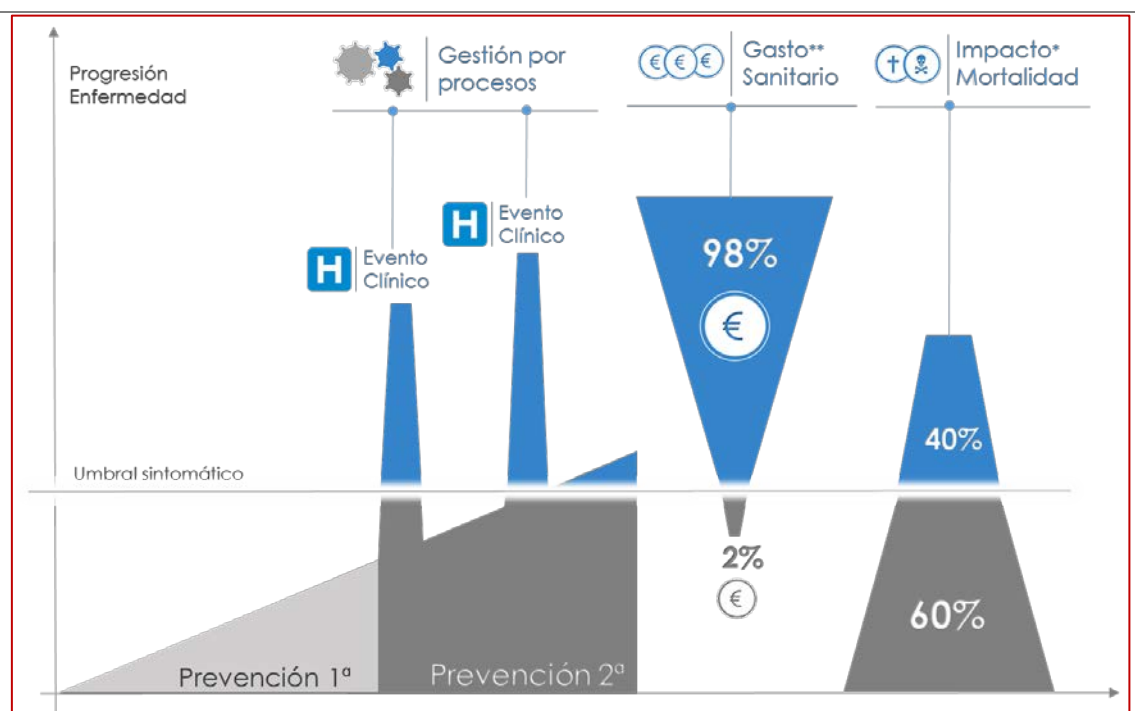 Progresión
Enfermedad
Gestión por
procesos
Gasto**
Sanitario
Impacto*
Mortalidad
€€€
H
Evento
Clínico
H
Evento
Clínico
98%
€
Umbral sintomático
40%
2%
€
60%
Prevención 1ª
Prevención 2ª